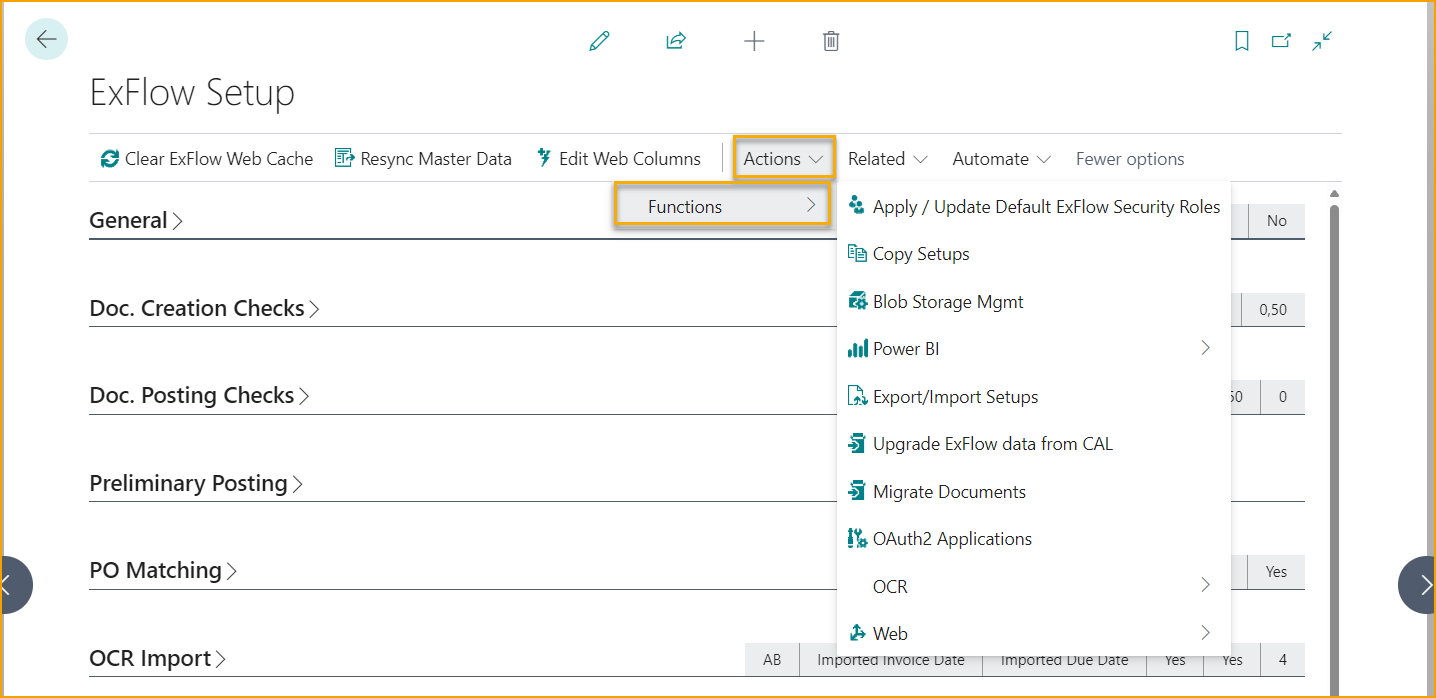 ExFlow Setup
Clear ExFlow Web Cache Resync Master Data Edit Web Columns Actions Related Automate Fewer options
Functions
Apply / Update Default ExFlow Security Roles
Copy Setups
Blob Storage Mgmt
Power BI
Export/Import Setups
Upgrade ExFlow data from CAL
Migrate Documents
OAuth2 Applications
OCR
Web
General No
Doc. Creation Checks 0,50
Doc. Posting Checks 0
Preliminary Posting
PO Matching Yes
OCR Import AB Imported Invoice Date Imported Due Date Yes Yes 4